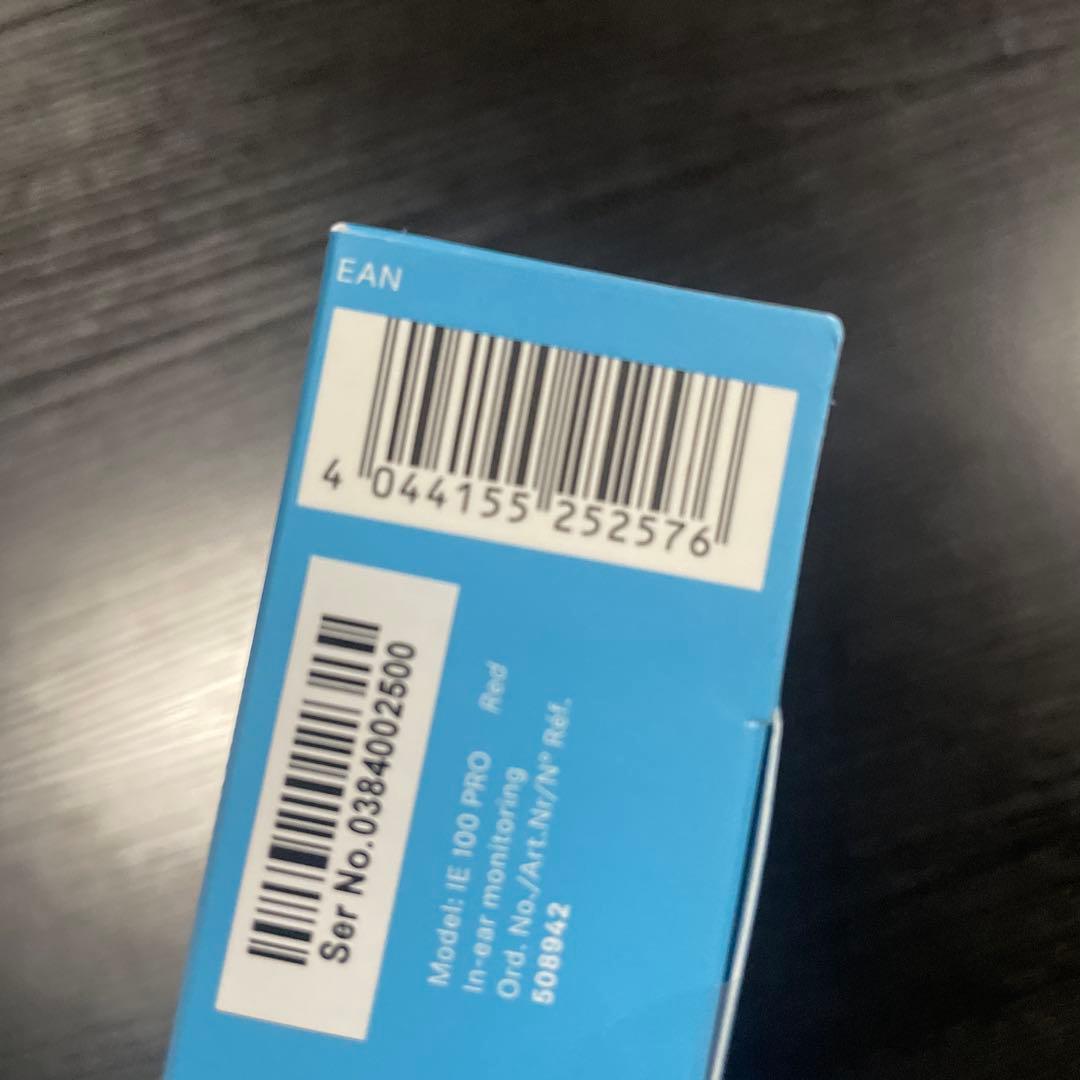 EAN
4 044155 252576
Ser No.0384002500
Model: IE 100 PRO Red
In-ear monitoring
Ord. No./Art.Nr/N° Réf.
508942